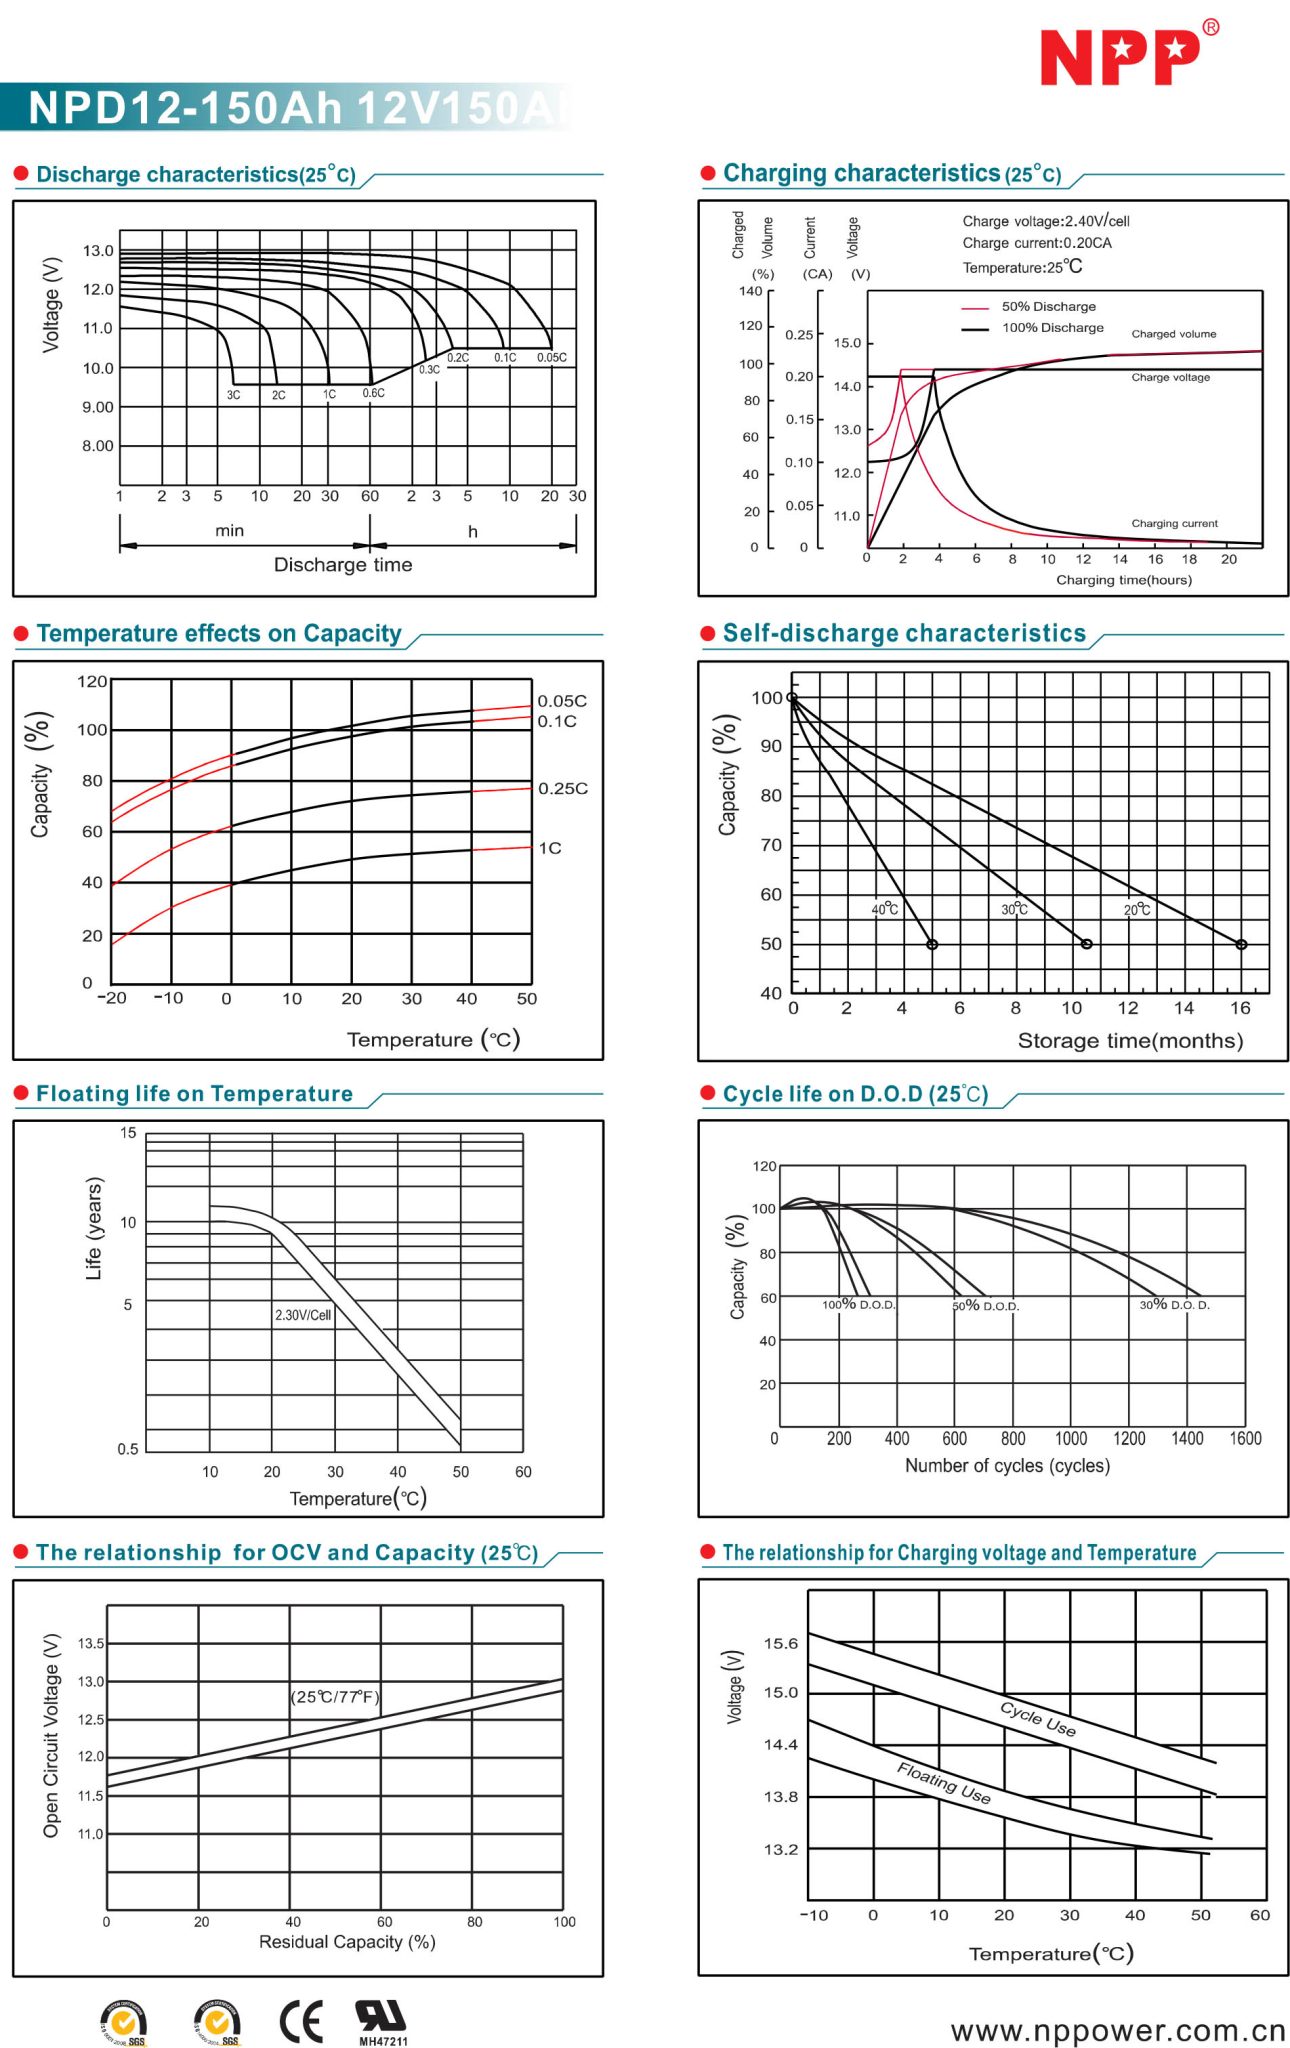 NPP®
NPD12-150Ah 12V150A
Discharge characteristics(25°C)
Voltage (V)
13.0
12.0
11.0
10.0
9.00
8.00
3C 2C 1C 0.6C 0.3C 0.2C 0.1C 0.05C
1 2 3 5 10 20 30 60 2 3 5 10 20 30
min h
Discharge time
Charging characteristics (25°C)
Charged Volume
Current
Voltage
(%) (CA) (V)
Charge voltage:2.40V/cell
Charge current:0.20CA
Temperature:25℃
50% Discharge
100% Discharge
140
120
100
80
60
40
20
0
0.25
0.20
0.15
0.10
0.05
0
15.0
14.0
13.0
12.0
11.0
Charged volume
Charge voltage
Charging current
0 2 4 6 8 10 12 14 16 18 20
Charging time(hours)
Temperature effects on Capacity
Capacity (%)
120
100
80
60
40
20
0
0.05C
0.1C
0.25C
1C
-20 -10 0 10 20 30 40 50
Temperature (℃)
Self-discharge characteristics
Capacity (%)
100
90
80
70
60
50
40
40℃ 30℃ 20℃
0 2 4 6 8 10 12 14 16
Storage time(months)
Floating life on Temperature
Life (years)
15
10
5
0.5
2.30V/Cell
10 20 30 40 50 60
Temperature(℃)
Cycle life on D.O.D (25℃)
Capacity (%)
120
100
80
60
40
20
100% D.O.D. 50% D.O.D. 30% D.O.D.
0 200 400 600 800 1000 1200 1400 1600
Number of cycles (cycles)
The relationship for OCV and Capacity (25℃)
Open Circuit Voltage (V)
13.5
13.0
12.5
12.0
11.5
11.0
(25℃/77℉)
0 20 40 60 80 100
Residual Capacity (%)
The relationship for Charging voltage and Temperature
Voltage (V)
15.6
15.0
14.4
13.8
13.2
Cycle Use
Floating Use
-10 0 10 20 30 40 50 60
Temperature(℃)
SGS
SGS
CE
MH47211
www.nppower.com.cn